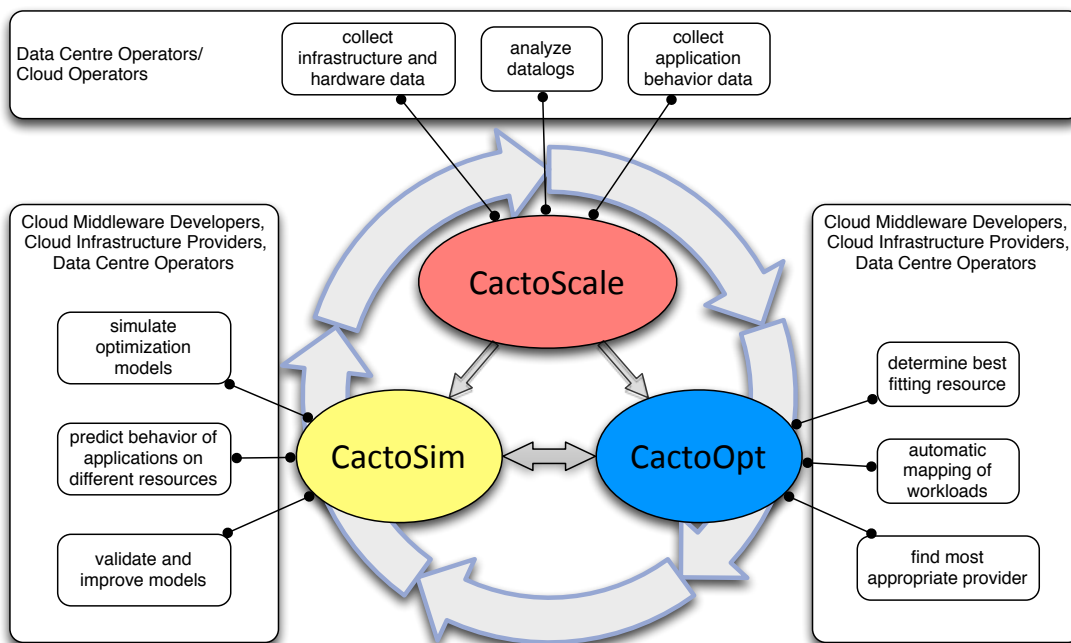 Data Centre Operators/
Cloud Operators
collect
infrastructure and
hardware data
analyze
datalogs
collect
application
behavior data
Cloud Middleware Developers,
Cloud Infrastructure Providers,
Data Centre Operators
simulate
optimization
models
predict behavior of
applications on
different resources
validate and
improve models
CactoScale
CactoSim
CactoOpt
Cloud Middleware Developers,
Cloud Infrastructure Providers,
Data Centre Operators
determine best
fitting resource
automatic
mapping of
workloads
find most
appropriate provider